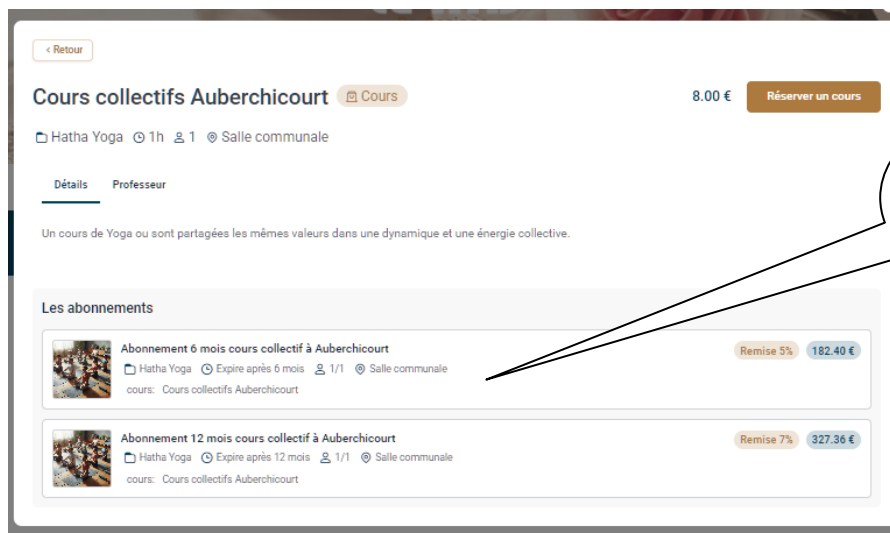 < Retour
Cours collectifs Auberchicourt Cours
8.00 € Réserver un cours
Hatha Yoga 1h 1 Salle communale
Détails Professeur
Un cours de Yoga ou sont partagées les mêmes valeurs dans une dynamique et une énergie collective.
Les abonnements
Abonnement 6 mois cours collectif à Auberchicourt
Remise 5% 182.40 €
Hatha Yoga Expire après 6 mois 1/1 Salle communale
cours: Cours collectifs Auberchicourt
Abonnement 12 mois cours collectif à Auberchicourt
Remise 7% 327.36 €
Hatha Yoga Expire après 12 mois 1/1 Salle communale
cours: Cours collectifs Auberchicourt